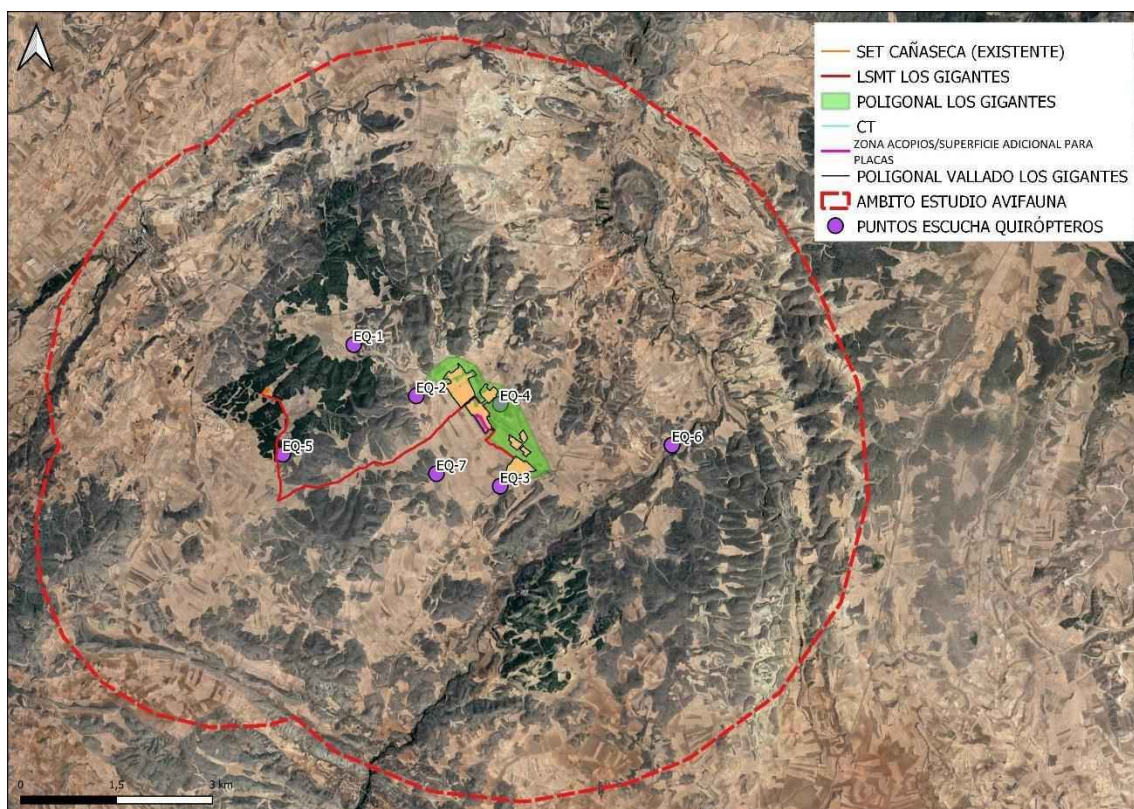 SET CAÑASECA (EXISTENTE)
LSMT LOS GIGANTES
POLIGONAL LOS GIGANTES
CT
ZONA ACOPIOS/SUPERFICIE ADICIONAL PARA
PLACAS
POLIGONAL VALLADO LOS GIGANTES
AMBITO ESTUDIO AVIFAUNA
PUNTOS ESCUCHA QUIRÓPTEROS
EQ-1
EQ-2
EQ-4
EQ-6
EQ-5
EQ-7
EQ-3
0 1,5 3 km